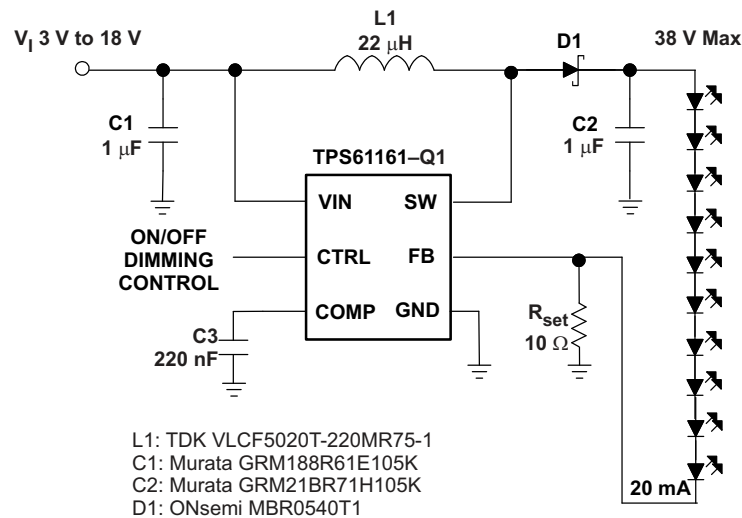 L1
22 μH
V_I 3 V to 18 V
D1
38 V Max
C1
1 μF
C2
1 μF
TPS61161–Q1
VIN
SW
ON/OFF
DIMMING
CONTROL
CTRL
FB
COMP
GND
C3
220 nF
R_set
10 Ω
L1: TDK VLCF5020T-220MR75-1
C1: Murata GRM188R61E105K
C2: Murata GRM21BR71H105K
D1: ONsemi MBR0540T1
20 mA